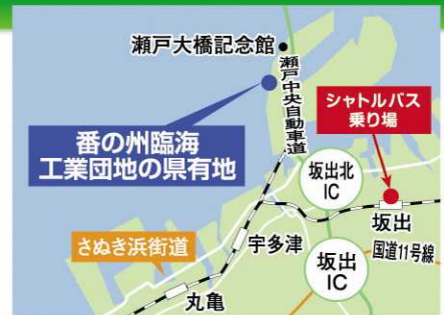 瀬戸大橋記念館
瀬戸中央自動車道
シャトルバス
乗り場
番の州臨海
工業団地の県有地
坂出北
IC
坂出
さぬき浜街道
宇多津
国道11号線
坂出
IC
丸亀